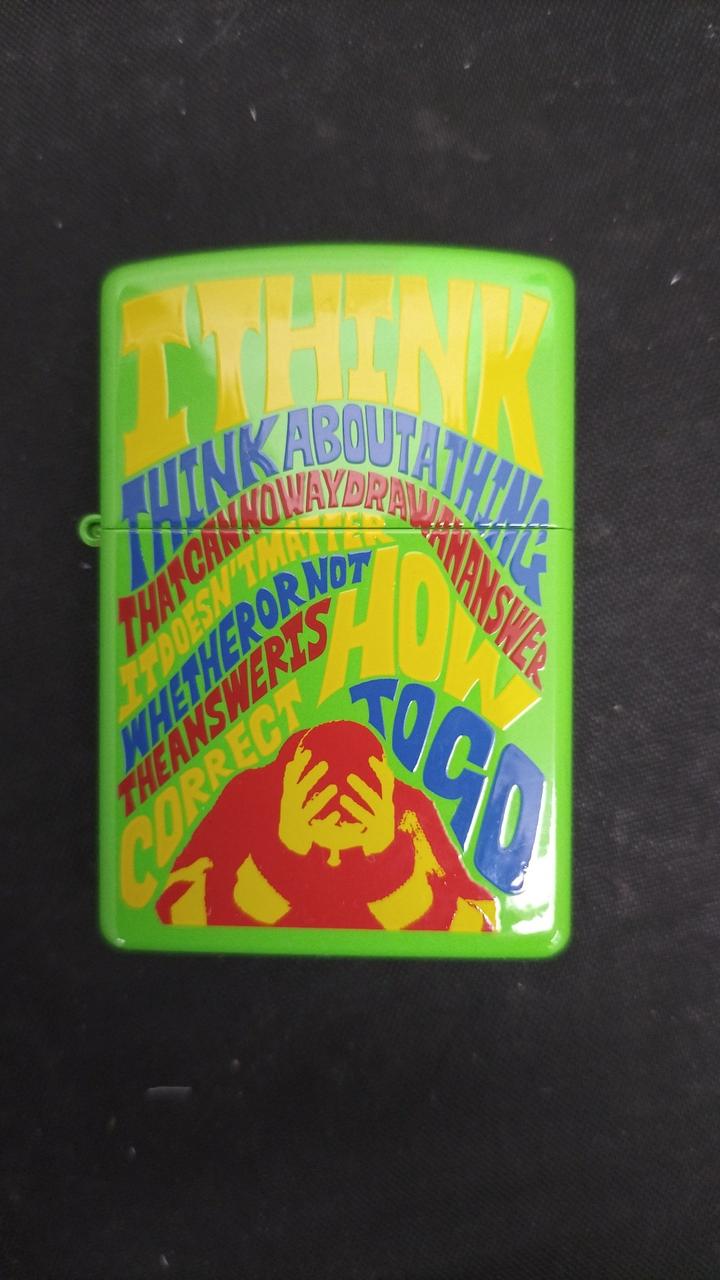 I THINK
THINK ABOUT A THING
THAT CAN NO WAY DRAW AN ANSWER
IT DOESN'T MATTER
WHETHER OR NOT
THE ANSWER IS
CORRECT
HOW
TO GO